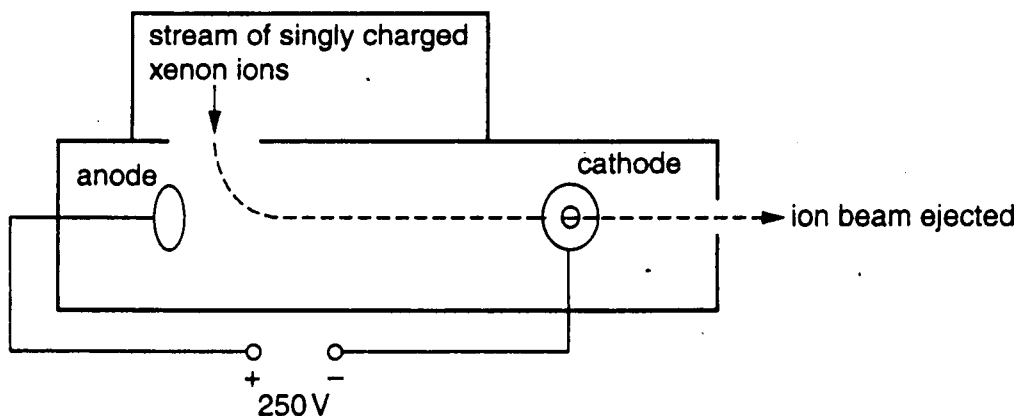 stream of singly charged
xenon ions
anode
cathode
ion beam ejected
+ −
250 V